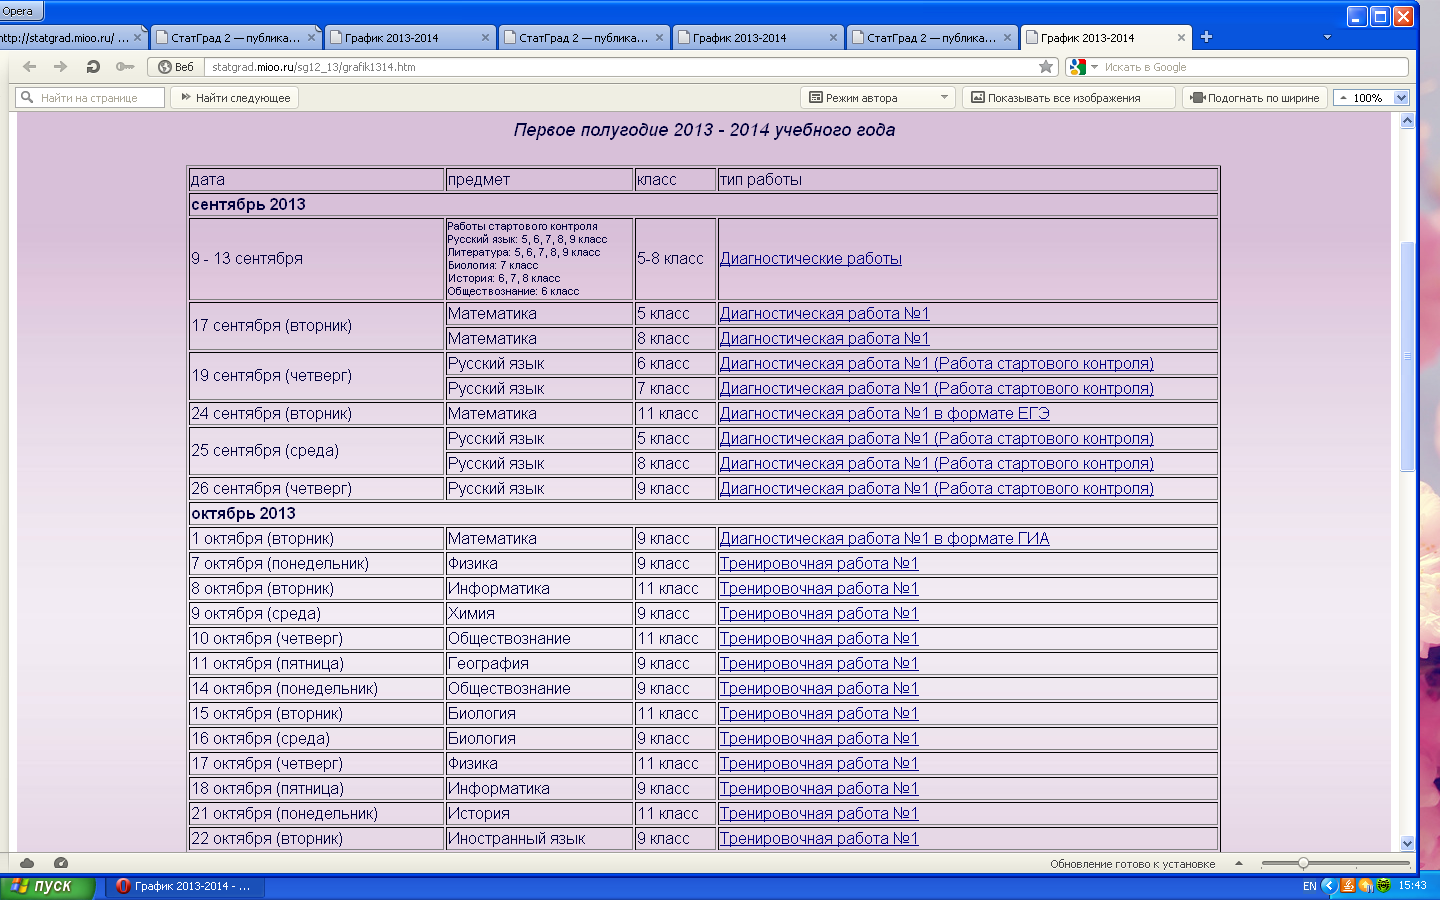 Opera
http://statgrad.mioo.ru/ ... СтатГрад 2 — публика... График 2013-2014 СтатГрад 2 — публика... График 2013-2014 СтатГрад 2 — публика... График 2013-2014
Веб statgrad.mioo.ru/sg12_13/grafik1314.htm Искать в Google
Найти на странице Найти следующее Режим автора Показывать все изображения Подогнать по ширине 100%
Первое полугодие 2013 - 2014 учебного года
дата предмет класс тип работы
сентябрь 2013
9 - 13 сентября
Работы стартового контроля
Русский язык: 5, 6, 7, 8, 9 класс
Литература: 5, 6, 7, 8, 9 класс
Биология: 7 класс
История: 6, 7, 8 класс
Обществознание: 6 класс
5-8 класс Диагностические работы
17 сентября (вторник)
Математика 5 класс Диагностическая работа №1
Математика 8 класс Диагностическая работа №1
19 сентября (четверг)
Русский язык 6 класс Диагностическая работа №1 (Работа стартового контроля)
Русский язык 7 класс Диагностическая работа №1 (Работа стартового контроля)
24 сентября (вторник) Математика 11 класс Диагностическая работа №1 в формате ЕГЭ
25 сентября (среда)
Русский язык 5 класс Диагностическая работа №1 (Работа стартового контроля)
Русский язык 8 класс Диагностическая работа №1 (Работа стартового контроля)
26 сентября (четверг) Русский язык 9 класс Диагностическая работа №1 (Работа стартового контроля)
октябрь 2013
1 октября (вторник) Математика 9 класс Диагностическая работа №1 в формате ГИА
7 октября (понедельник) Физика 9 класс Тренировочная работа №1
8 октября (вторник) Информатика 11 класс Тренировочная работа №1
9 октября (среда) Химия 9 класс Тренировочная работа №1
10 октября (четверг) Обществознание 11 класс Тренировочная работа №1
11 октября (пятница) География 9 класс Тренировочная работа №1
14 октября (понедельник) Обществознание 9 класс Тренировочная работа №1
15 октября (вторник) Биология 11 класс Тренировочная работа №1
16 октября (среда) Биология 9 класс Тренировочная работа №1
17 октября (четверг) Физика 11 класс Тренировочная работа №1
18 октября (пятница) Информатика 9 класс Тренировочная работа №1
21 октября (понедельник) История 11 класс Тренировочная работа №1
22 октября (вторник) Иностранный язык 9 класс Тренировочная работа №1
Обновление готово к установке
пуск График 2013-2014 - ... EN 15:43